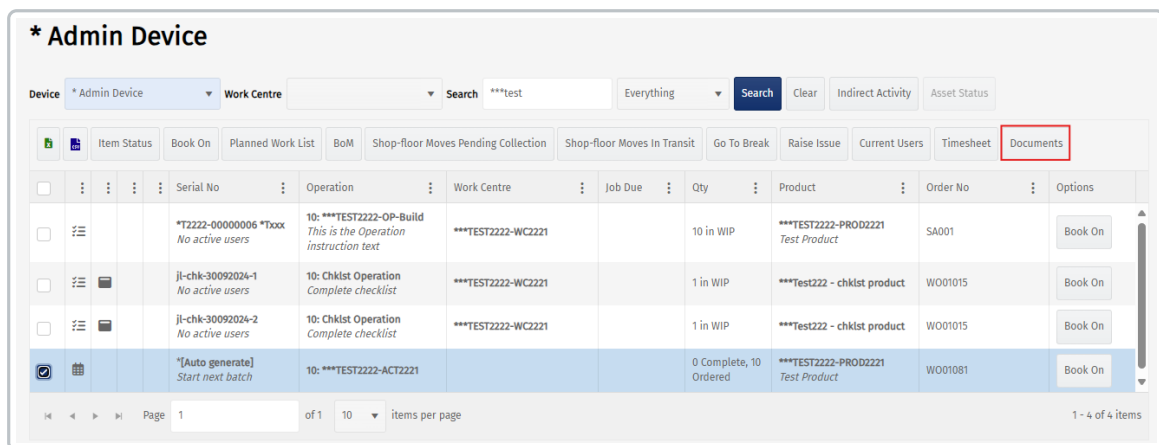 * Admin Device
Device * Admin Device Work Centre Search ***test Everything Search Clear Indirect Activity Asset Status
Item Status Book On Planned Work List BoM Shop-floor Moves Pending Collection Shop-floor Moves In Transit Go To Break Raise Issue Current Users Timesheet Documents
Serial No Operation Work Centre Job Due Qty Product Order No Options
*T2222-00000006 *Txxx 10: ***TEST2222-OP-Build ***TEST2222-WC2221 10 in WIP ***TEST2222-PROD2221 SA001 Book On
No active users This is the Operation Test Product
instruction text
jl-chk-30092024-1 10: Chklst Operation ***TEST2222-WC2221 1 in WIP ***Test222 - chklst product WO01015 Book On
No active users Complete checklist
jl-chk-30092024-2 10: Chklst Operation ***TEST2222-WC2221 1 in WIP ***Test222 - chklst product WO01015 Book On
No active users Complete checklist
*[Auto generate] 10: ***TEST2222-ACT2221 0 Complete, 10 ***TEST2222-PROD2221 WO01081 Book On
Start next batch Ordered Test Product
Page 1 of 1 10 items per page 1 - 4 of 4 items